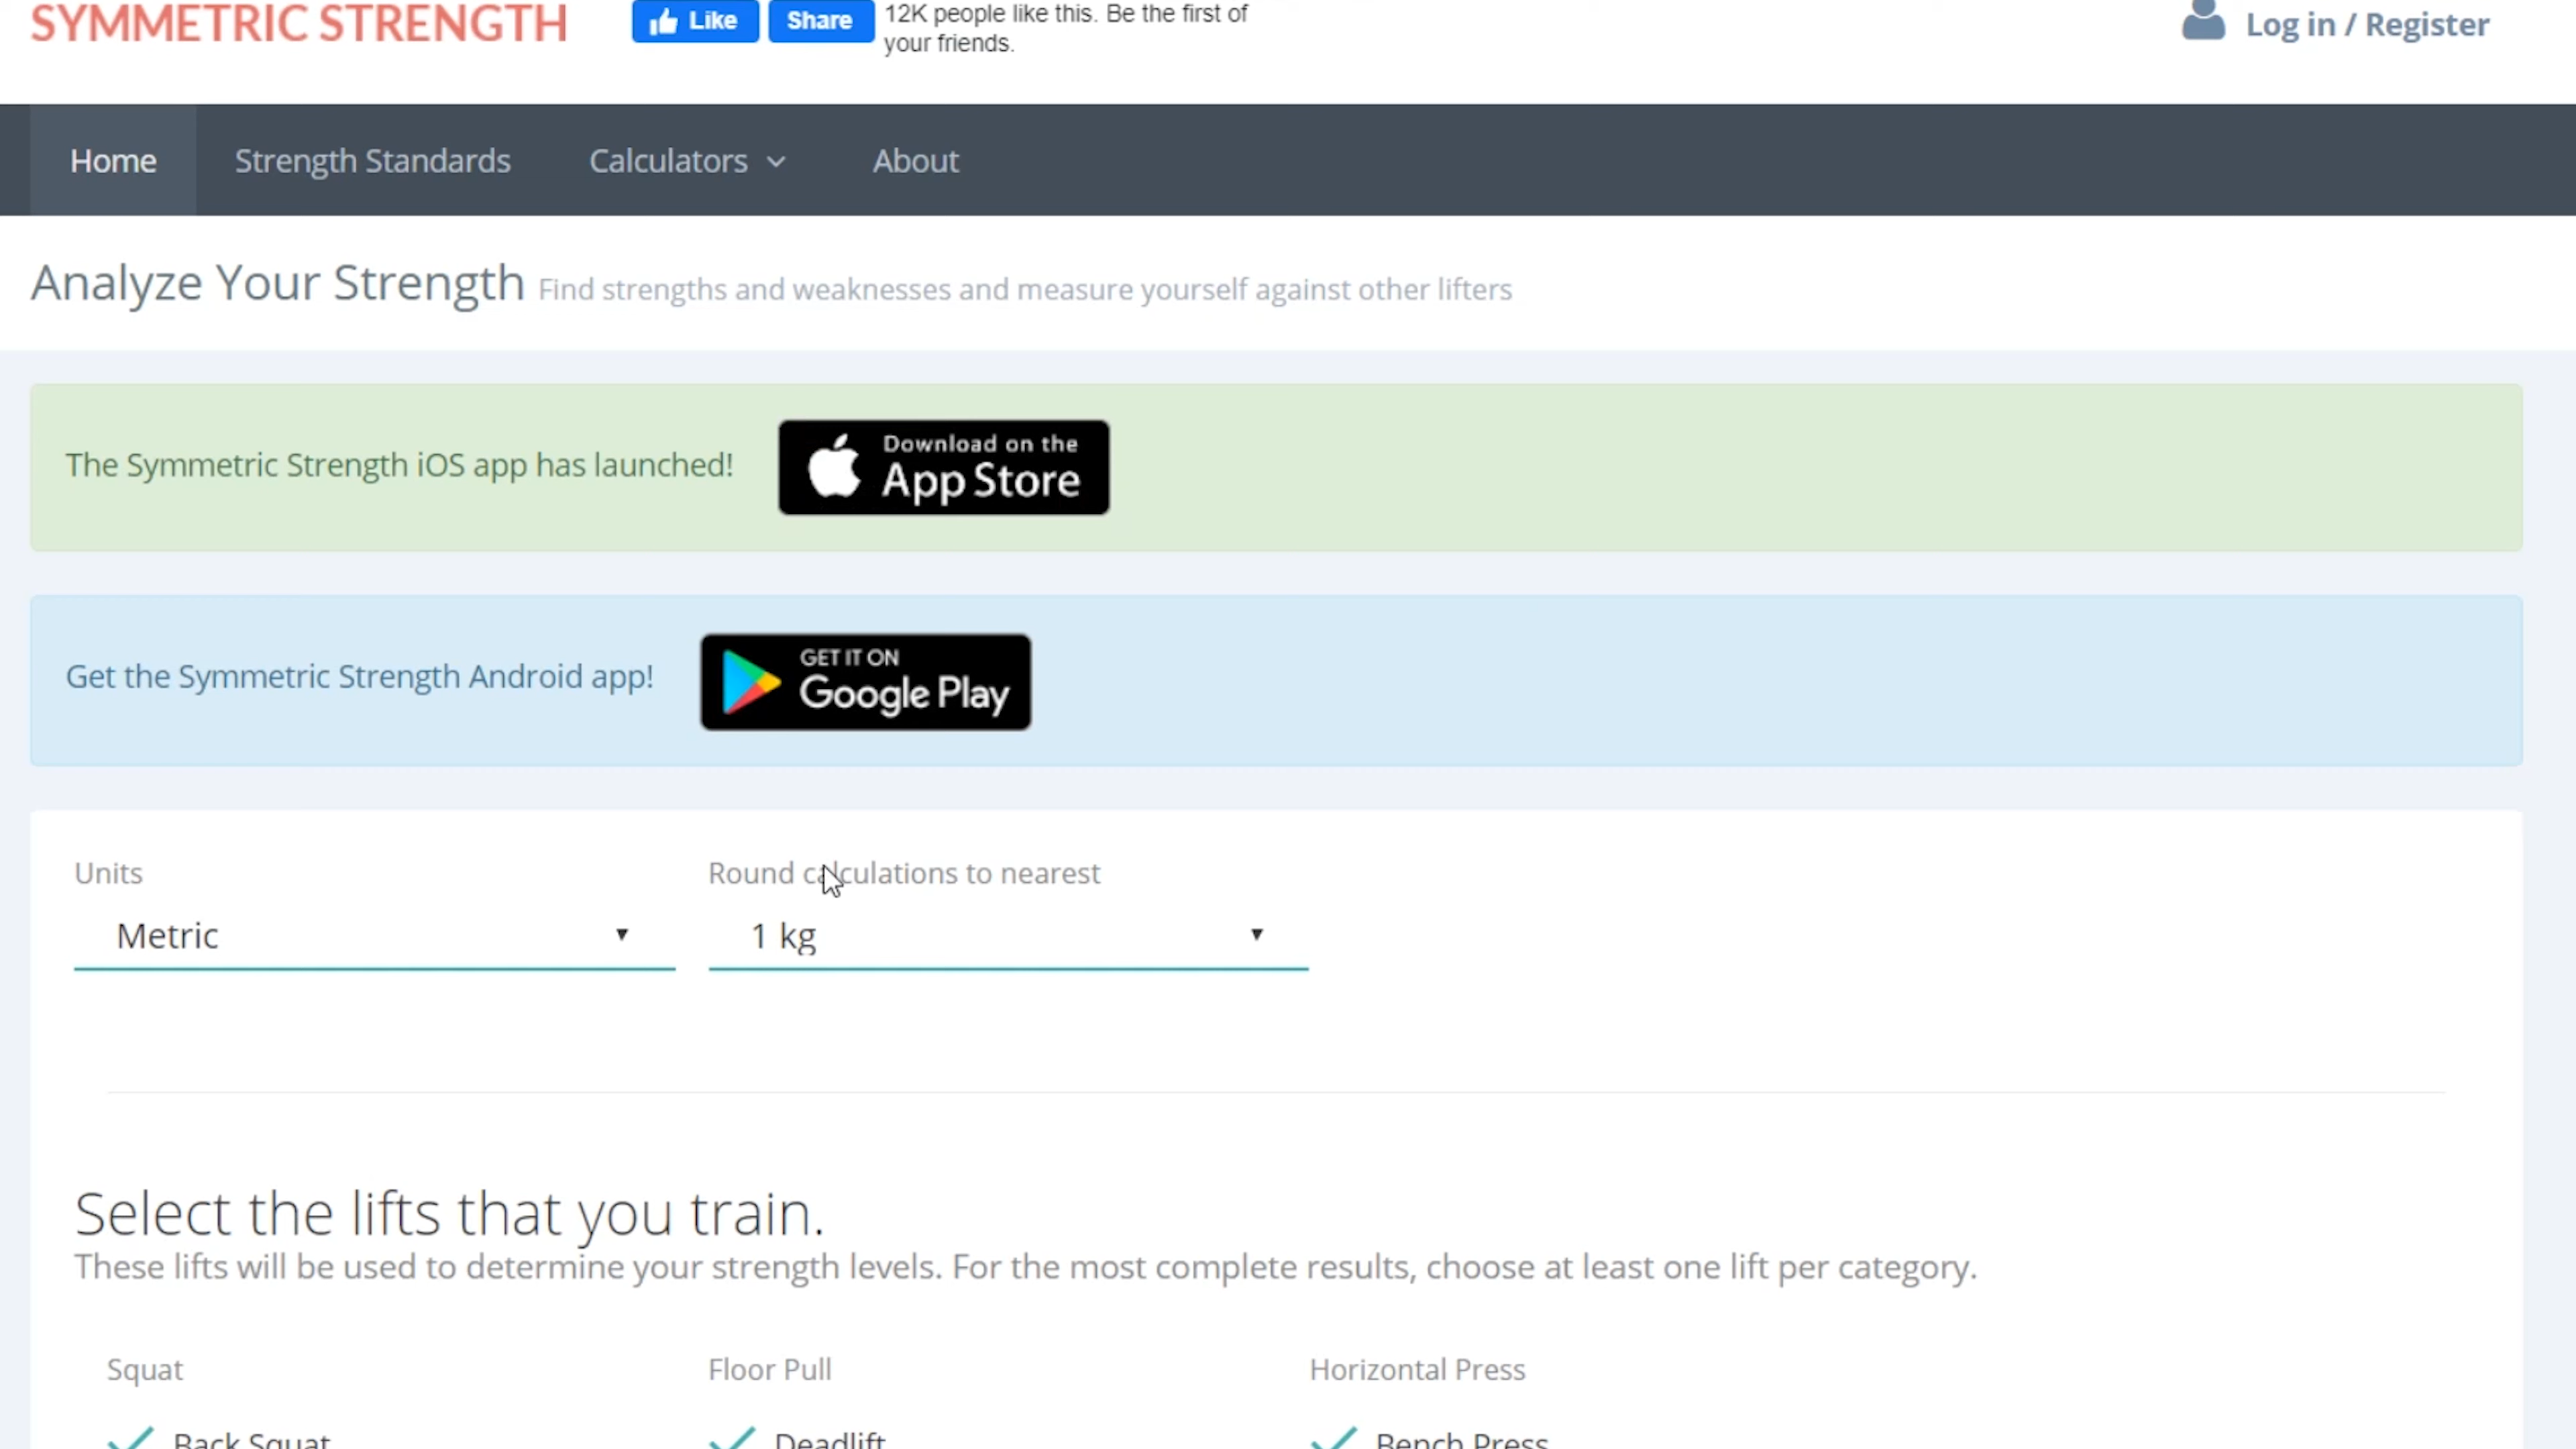 SYMMETRIC STRENGTH
Like
Share
12K people like this. Be the first of
your friends.
Log in / Register
Home
Strength Standards
Calculators
About
Analyze Your Strength Find strengths and weaknesses and measure yourself against other lifters
The Symmetric Strength iOS app has launched!
Download on the
App Store
Get the Symmetric Strength Android app!
GET IT ON
Google Play
Units
Round calculations to nearest
Metric
1 kg
Select the lifts that you train.
These lifts will be used to determine your strength levels. For the most complete results, choose at least one lift per category.
Squat
Floor Pull
Horizontal Press
Back Squat
Deadlift
Bench Press